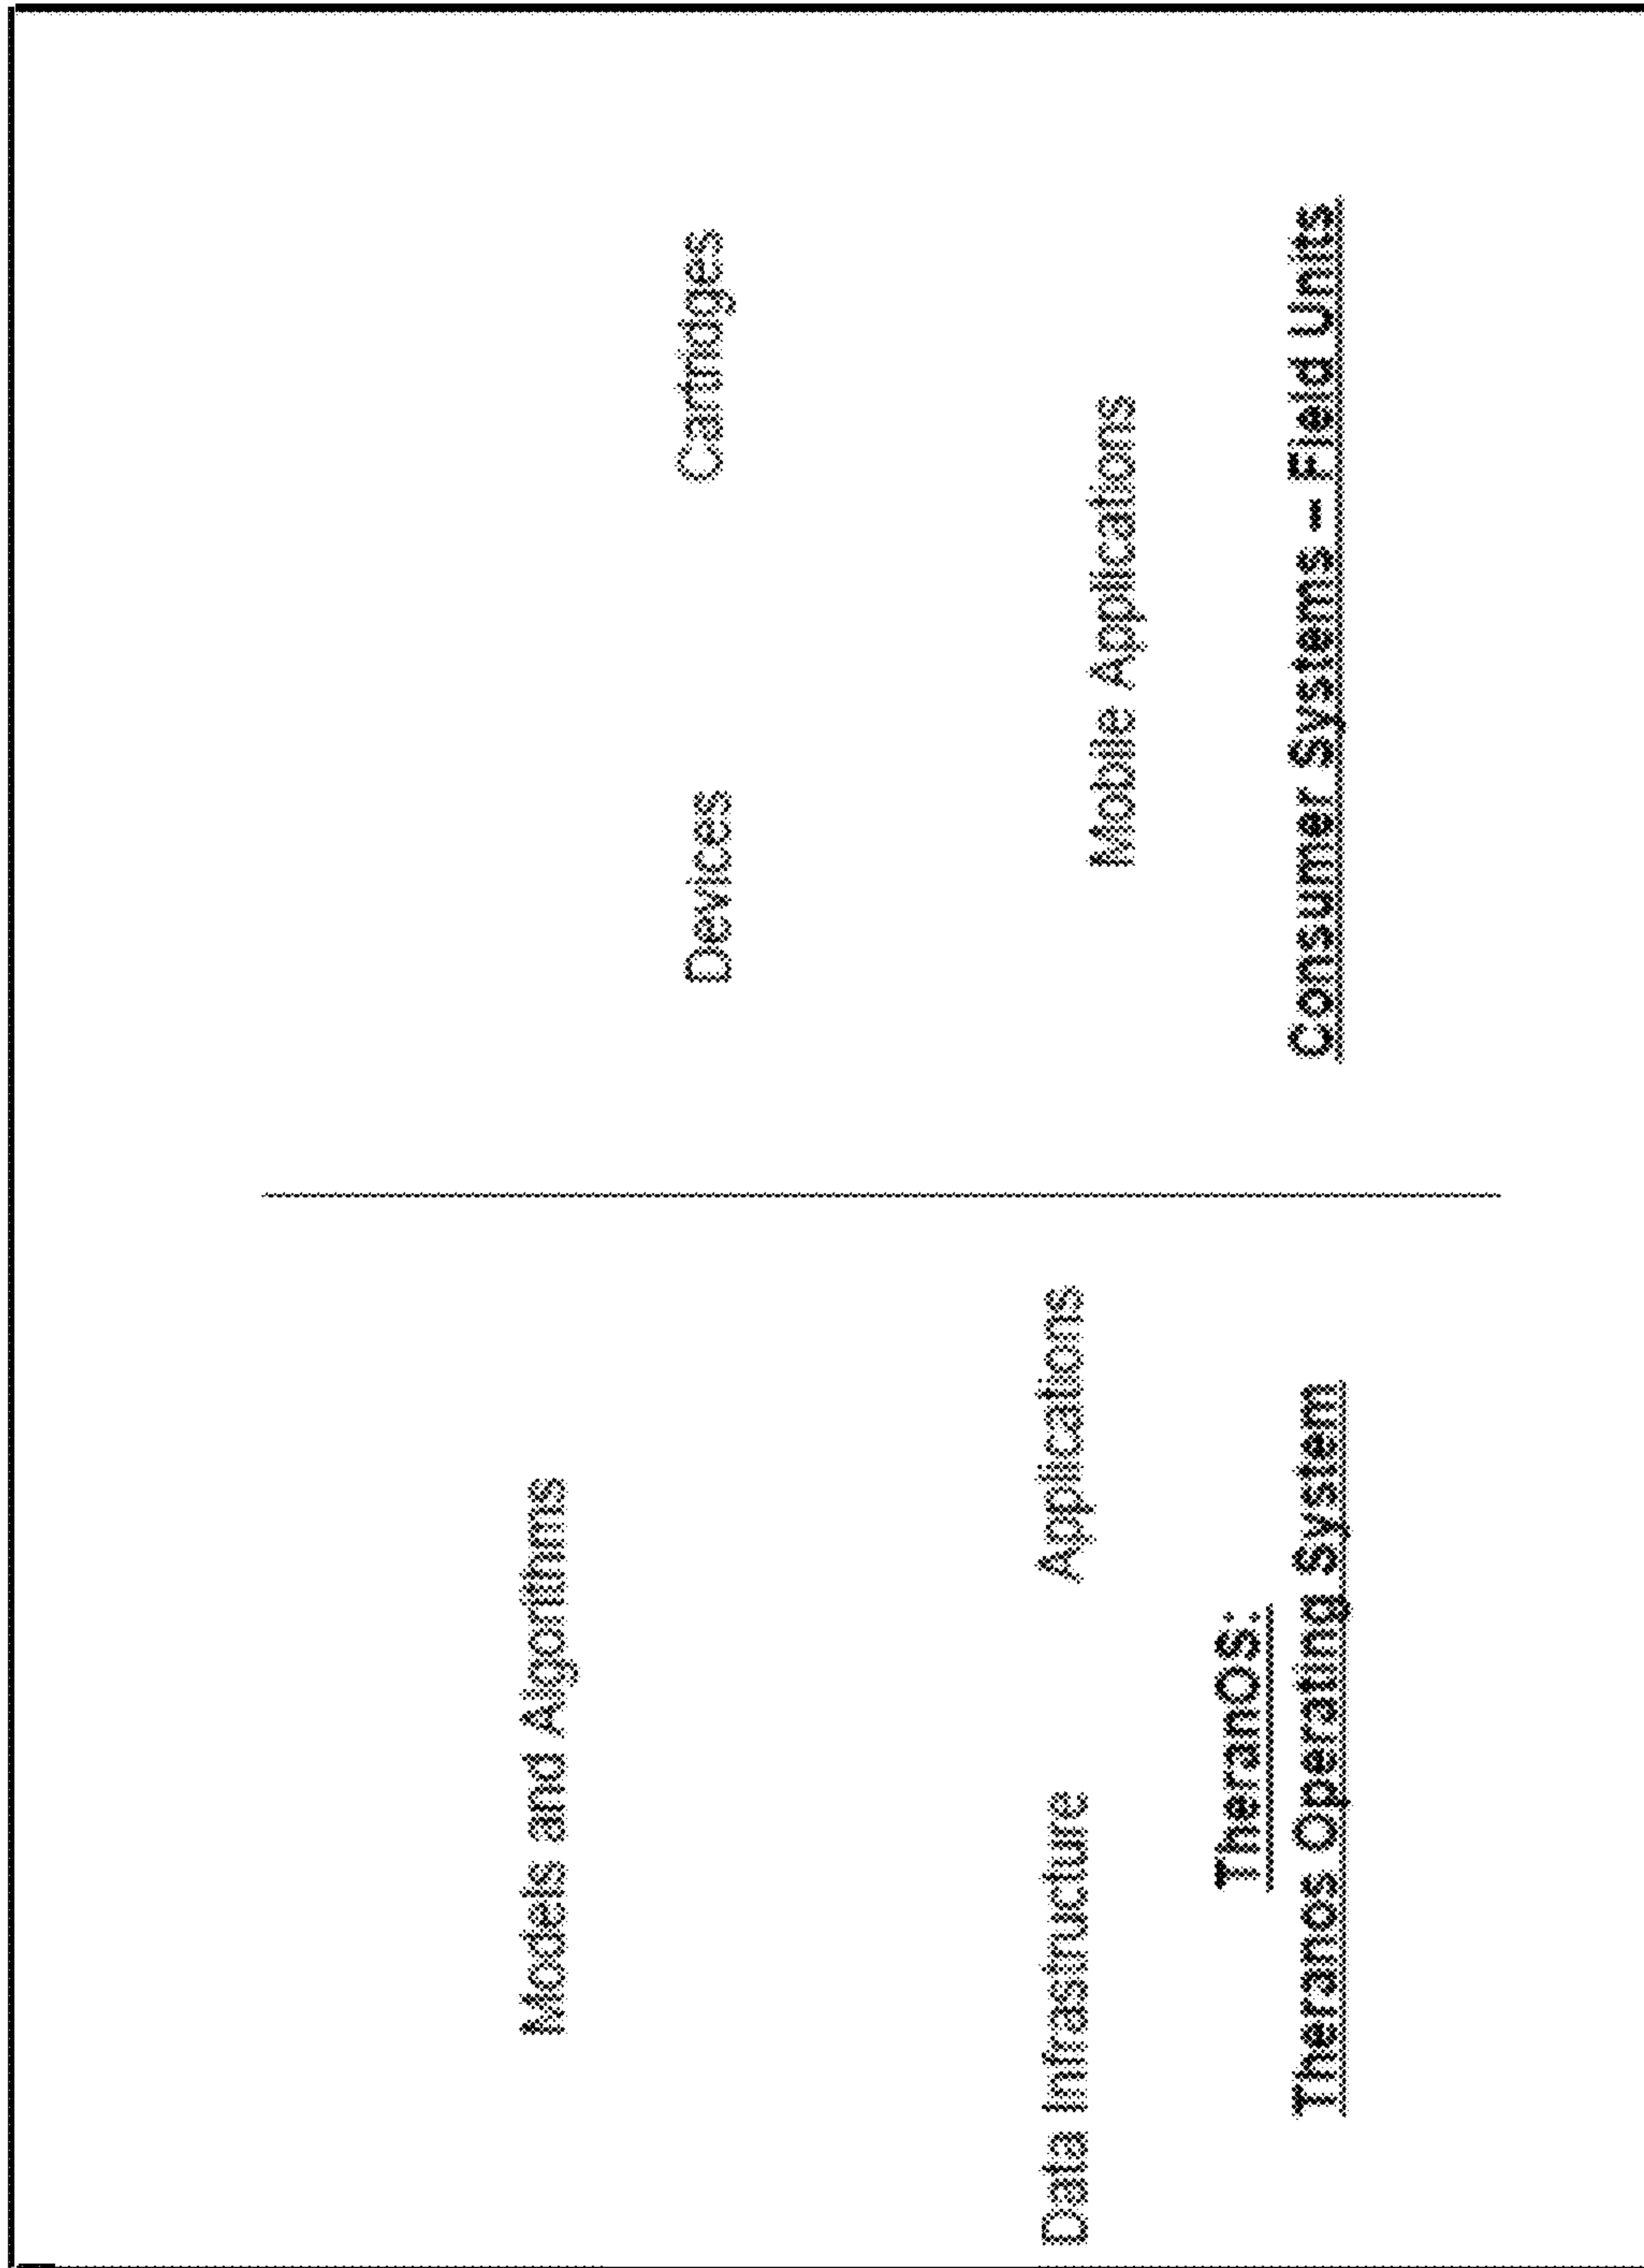 Models and Algorithms
Data Infrastructure
Applications
TheranOS:
Theranos Operating System
Devices
Cartridges
Mobile Applications
Consumer Systems – Field Units